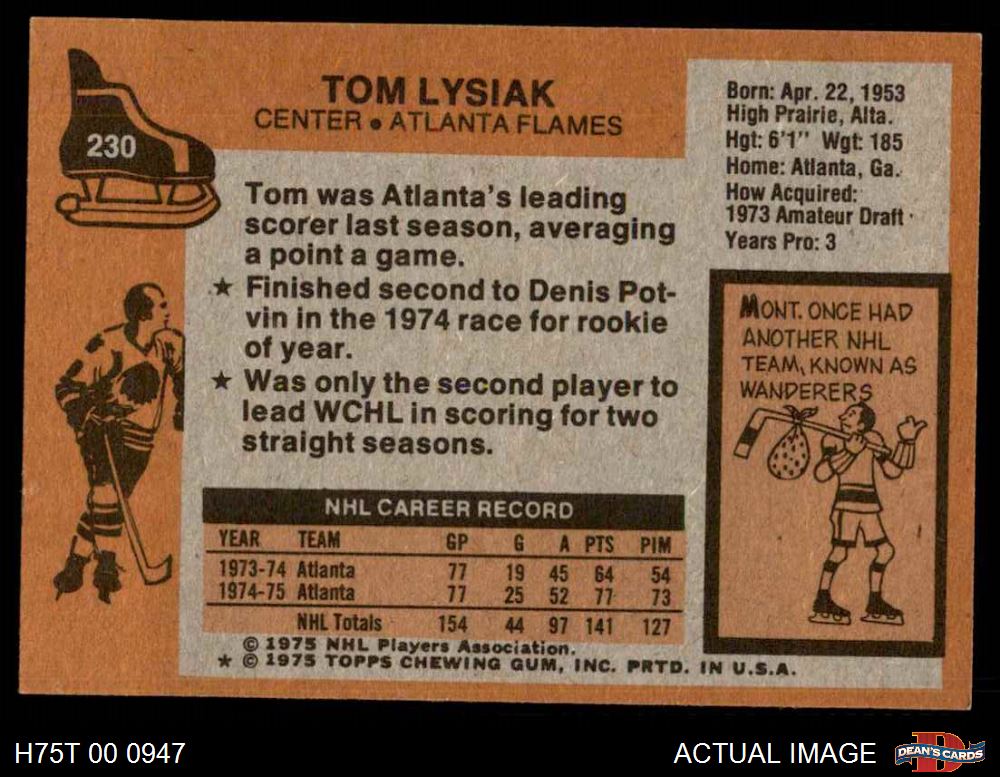 230
TOM LYSIAK
CENTER • ATLANTA FLAMES
Tom was Atlanta's leading
scorer last season, averaging
a point a game.
★ Finished second to Denis Pot-
vin in the 1974 race for rookie
of year.
★ Was only the second player to
lead WCHL in scoring for two
straight seasons.
Born: Apr. 22, 1953
High Prairie, Alta.
Hgt: 6'1" Wgt: 185
Home: Atlanta, Ga.
How Acquired:
1973 Amateur Draft
Years Pro: 3
MONT. ONCE HAD
ANOTHER NHL
TEAM, KNOWN AS
WANDERERS
NHL CAREER RECORD
YEAR TEAM GP G A PTS PIM
1973-74 Atlanta 77 19 45 64 54
1974-75 Atlanta 77 25 52 77 73
NHL Totals 154 44 97 141 127
© 1975 NHL Players Association.
★ © 1975 TOPPS CHEWING GUM, INC. PRTD. IN U.S.A.
H75T 00 0947
ACTUAL IMAGE
DEAN'S CARDS